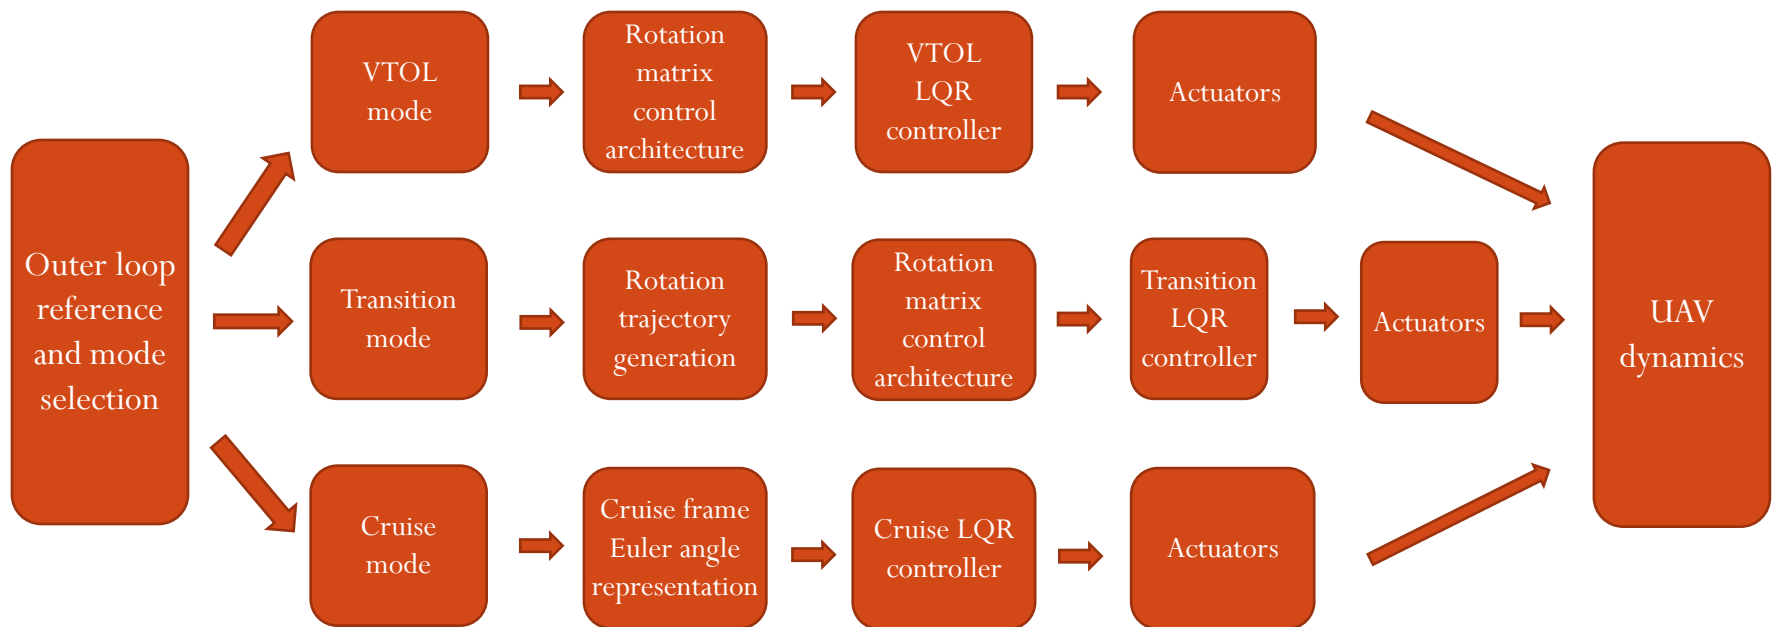 Outer loop
reference
and mode
selection
VTOL
mode
Rotation
matrix
control
architecture
VTOL
LQR
controller
Actuators
Transition
mode
Rotation
trajectory
generation
Rotation
matrix
control
architecture
Transition
LQR
controller
Actuators
Cruise
mode
Cruise frame
Euler angle
representation
Cruise LQR
controller
Actuators
UAV
dynamics